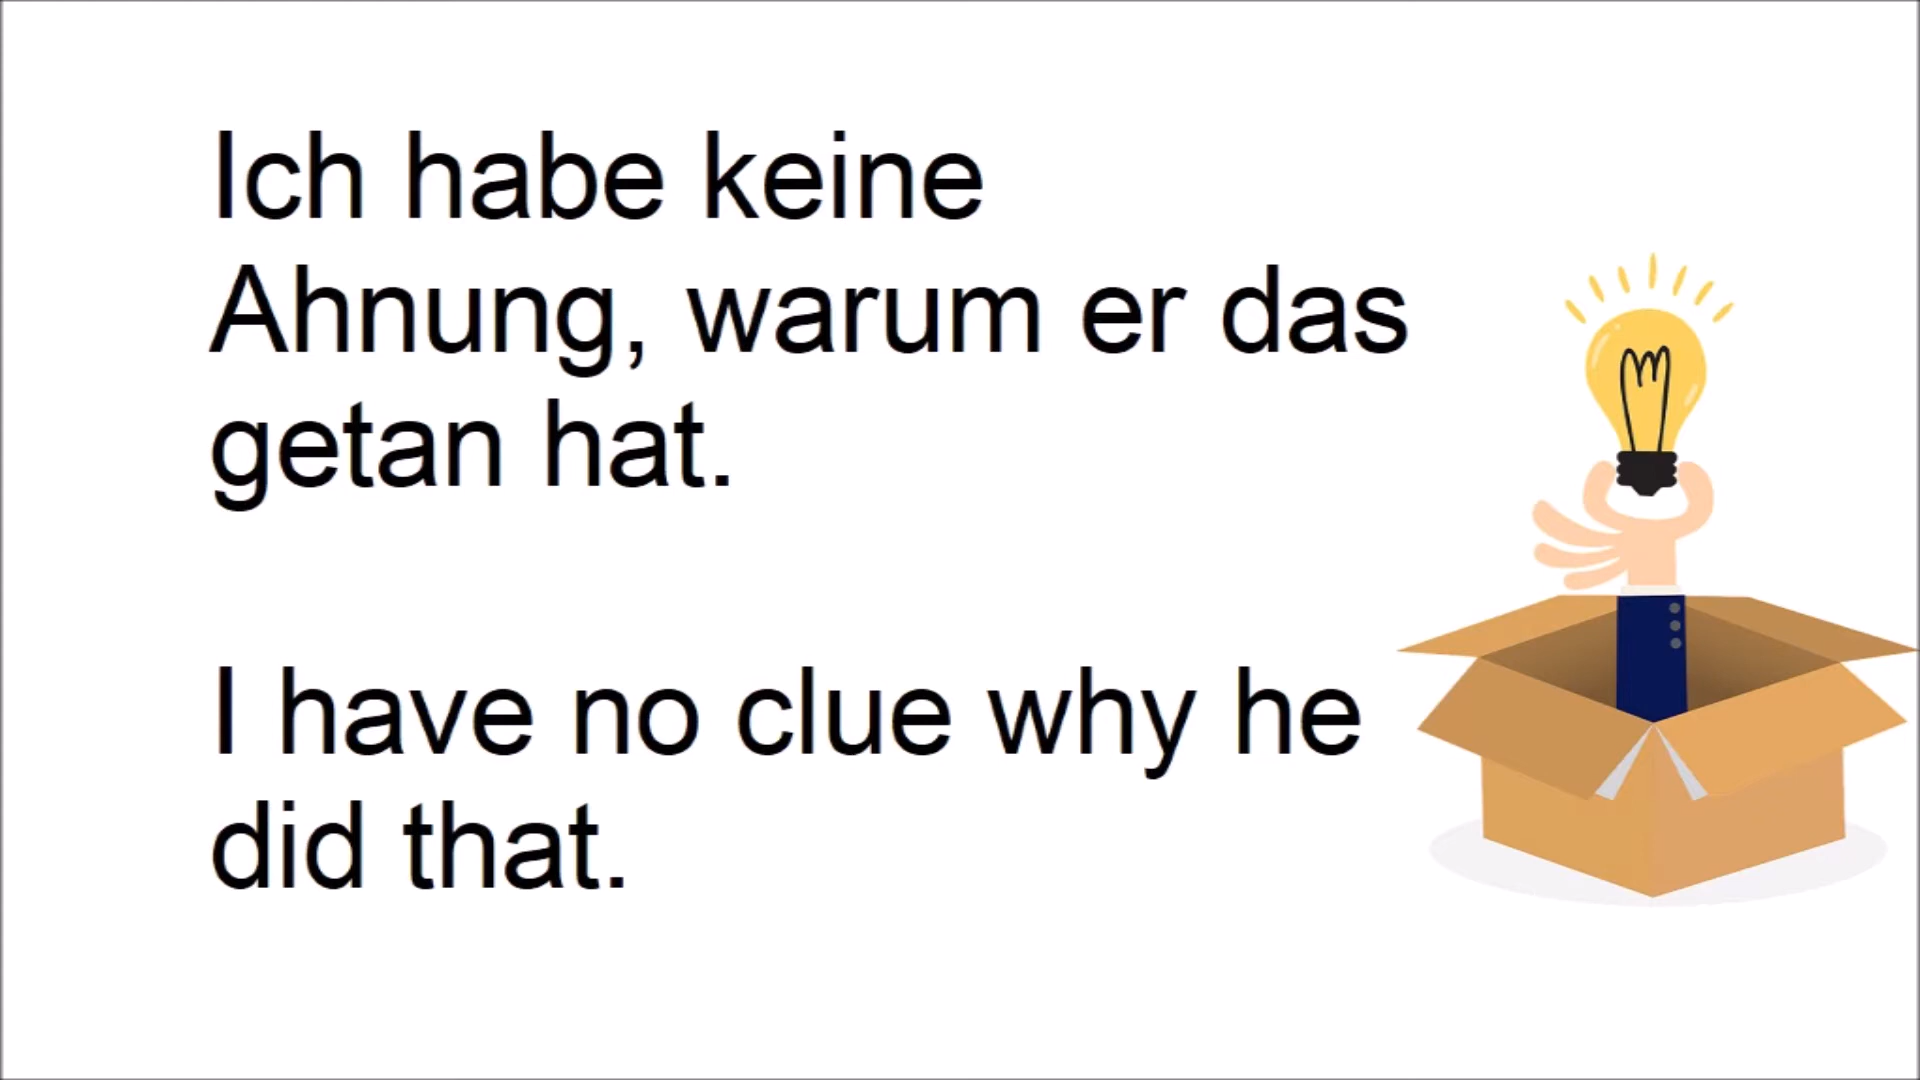 Ich habe keine
Ahnung, warum er das
getan hat.
I have no clue why he
did that.